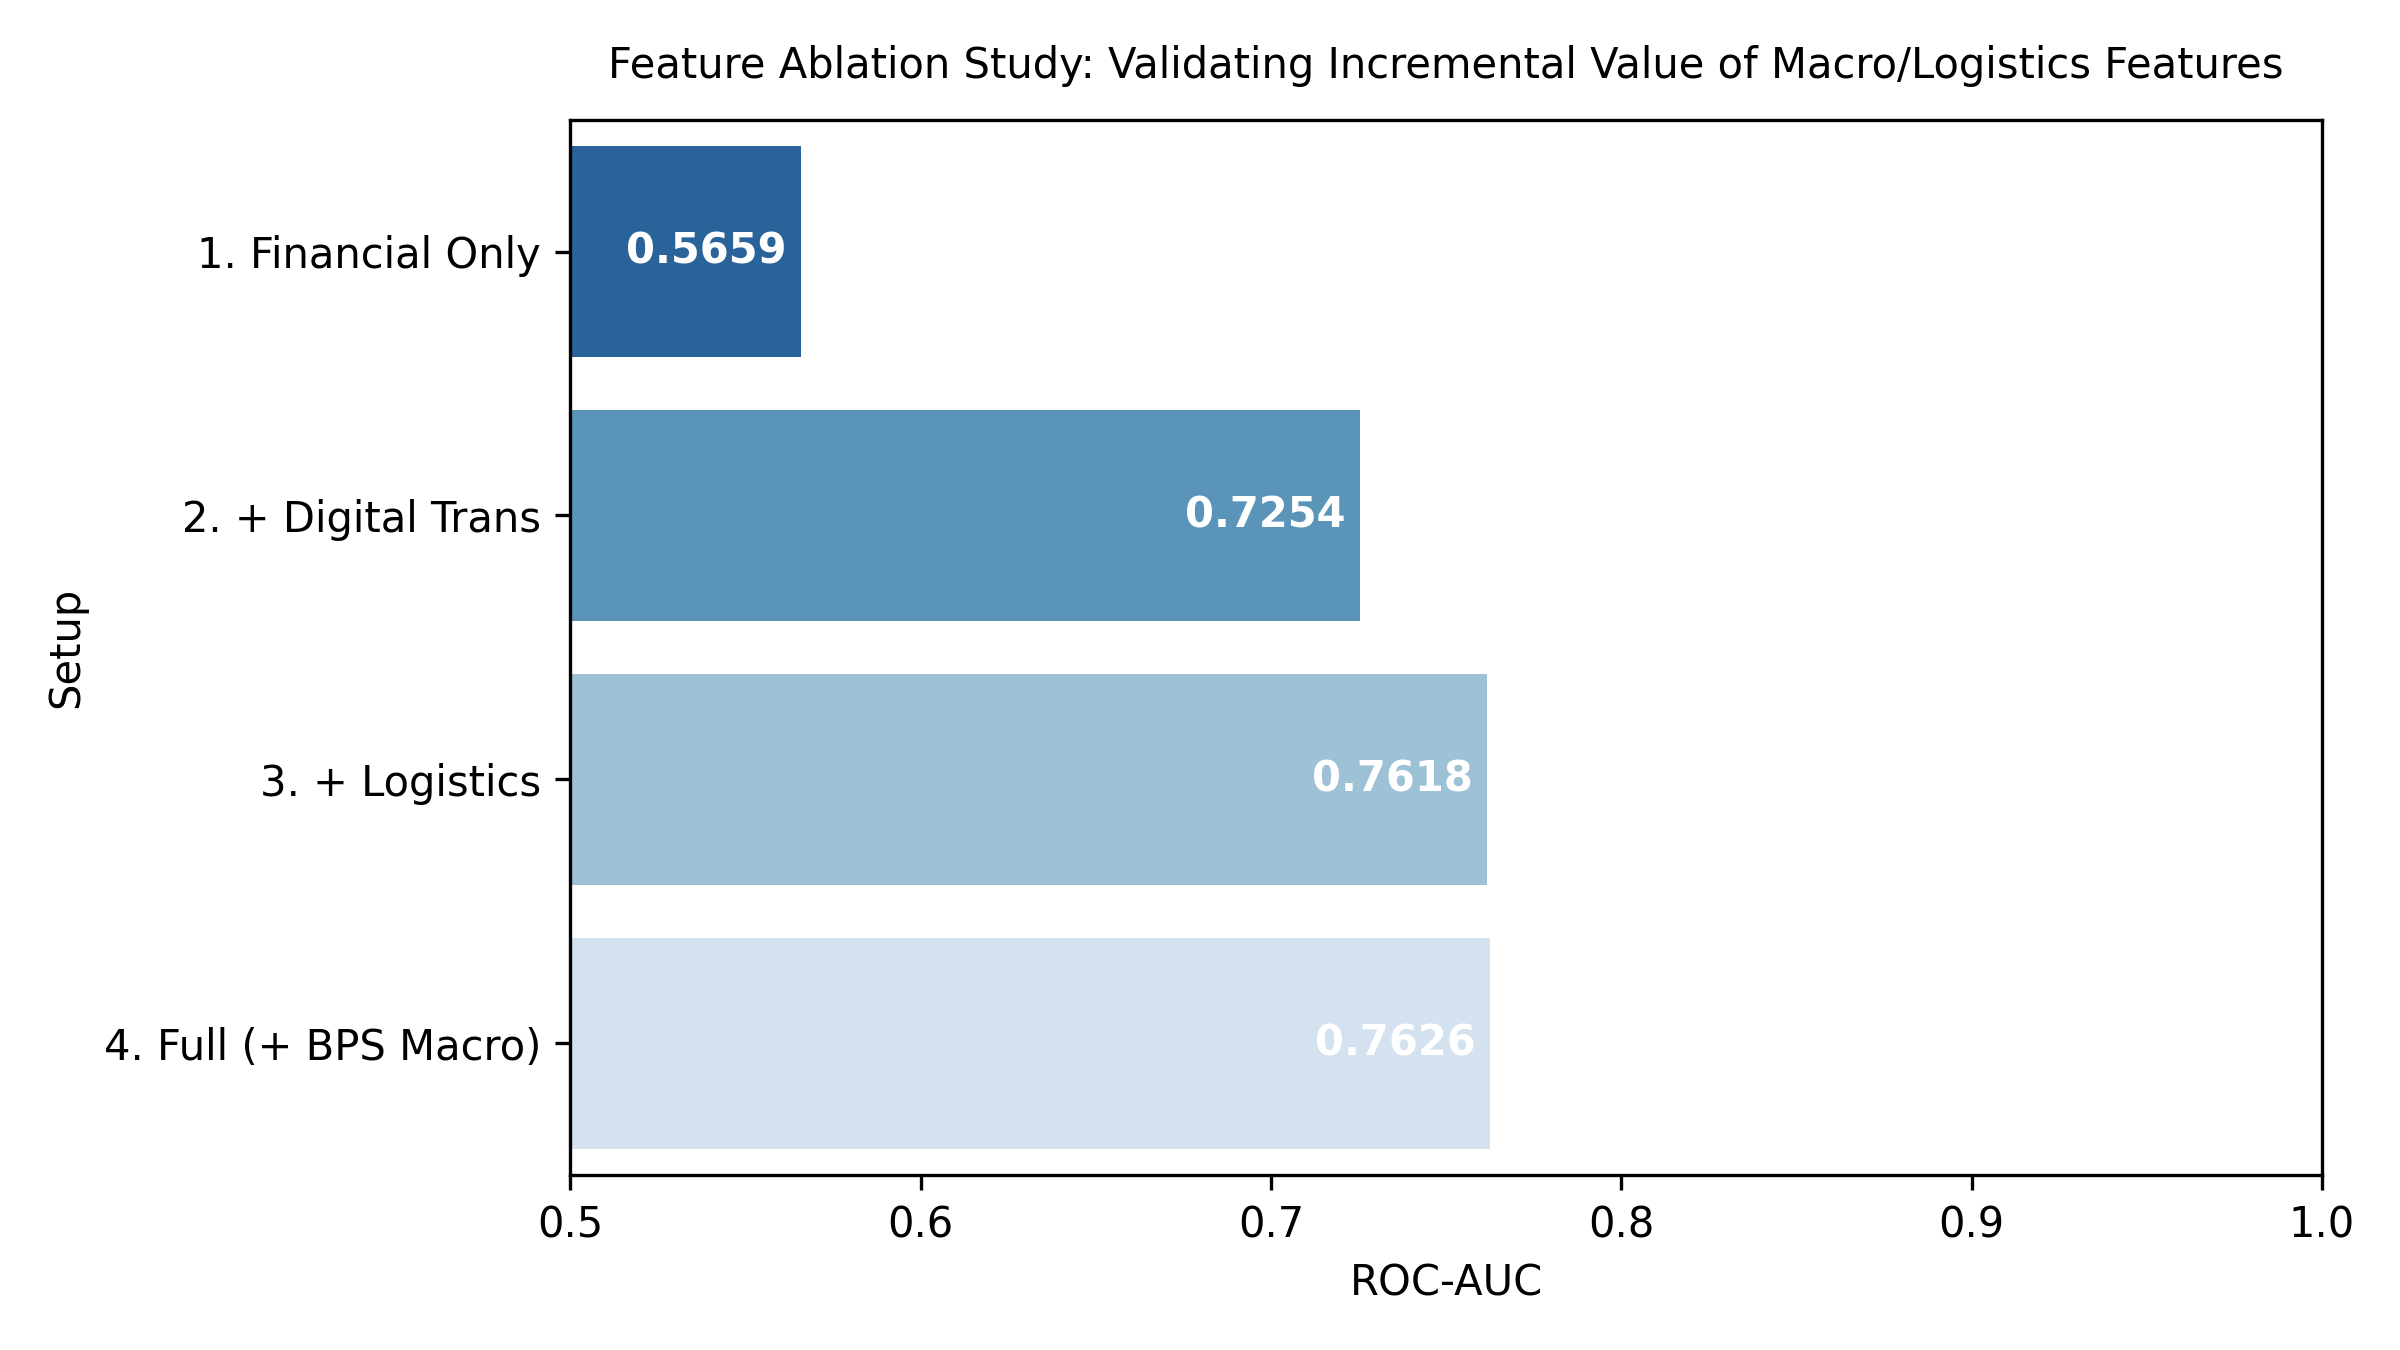 Feature Ablation Study: Validating Incremental Value of Macro/Logistics Features
Setup
1. Financial Only
0.5659
2. + Digital Trans
0.7254
3. + Logistics
0.7618
4. Full (+ BPS Macro)
0.7626
0.5 0.6 0.7 0.8 0.9 1.0
ROC-AUC